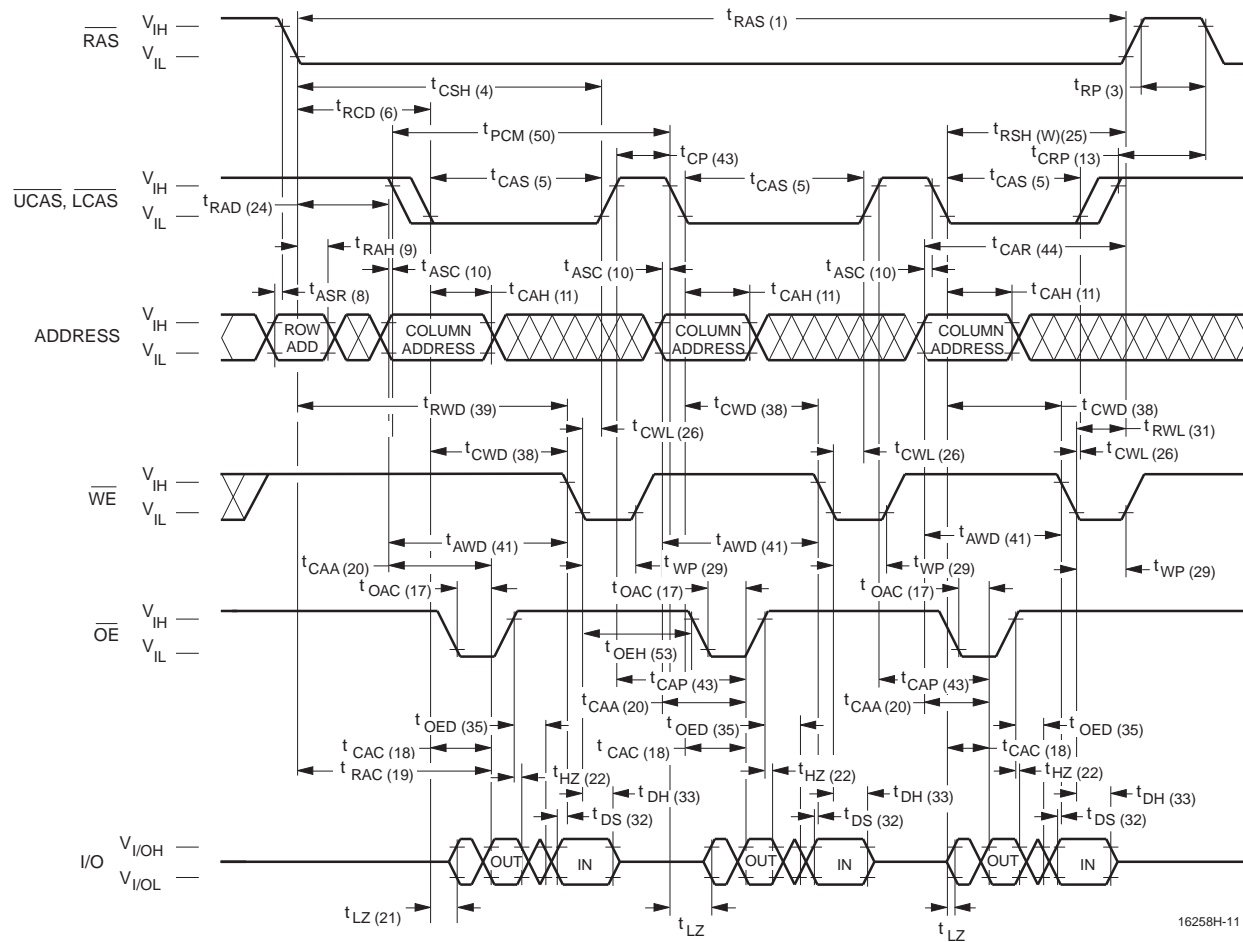 t RAS (1)
RAS
V IH
V IL
t CSH (4)
t RP (3)
t RCD (6)
t PCM (50)
t RSH (W)(25)
t CP (43)
t CRP (13)
UCAS, LCAS
V IH
V IL
t CAS (5)
t CAS (5)
t CAS (5)
t RAD (24)
t RAH (9)
t CAR (44)
t ASC (10)
t ASC (10)
t ASC (10)
t ASR (8)
t CAH (11)
t CAH (11)
t CAH (11)
ADDRESS
V IH
V IL
ROW ADD
COLUMN ADDRESS
COLUMN ADDRESS
COLUMN ADDRESS
t RWD (39)
t CWD (38)
t CWD (38)
t CWL (26)
t RWL (31)
t CWD (38)
t CWL (26)
t CWL (26)
WE
V IH
V IL
t AWD (41)
t AWD (41)
t AWD (41)
t CAA (20)
t WP (29)
t WP (29)
t WP (29)
t OAC (17)
t OAC (17)
t OAC (17)
OE
V IH
V IL
t OEH (53)
t CAP (43)
t CAP (43)
t CAA (20)
t CAA (20)
t OED (35)
t OED (35)
t OED (35)
t CAC (18)
t CAC (18)
t CAC (18)
t RAC (19)
t HZ (22)
t HZ (22)
t HZ (22)
t DH (33)
t DH (33)
t DH (33)
t DS (32)
t DS (32)
t DS (32)
I/O
V I/OH
V I/OL
OUT
IN
OUT
IN
OUT
IN
t LZ (21)
t LZ
t LZ
16258H-11